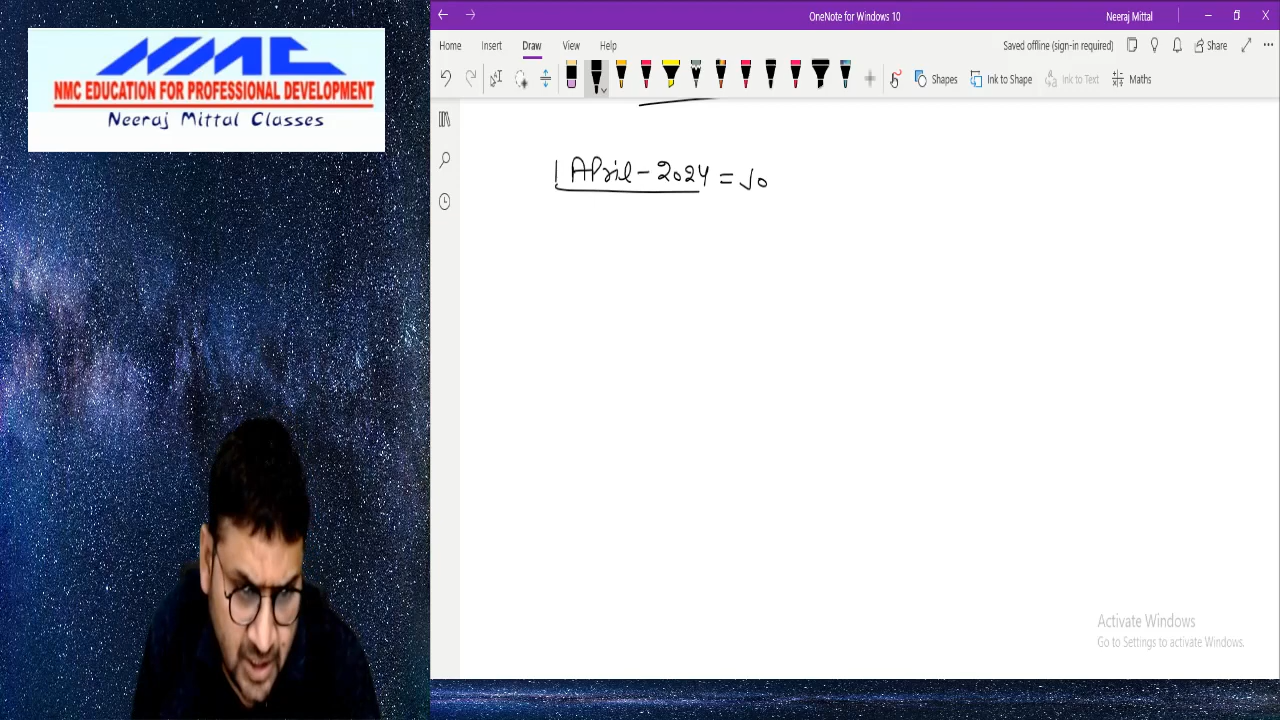 NMC
NMC EDUCATION FOR PROFESSIONAL DEVELOPMENT
Neeraj Mittal Classes
OneNote for Windows 10
Neeraj Mittal
Home Insert Draw View Help
Saved offline (sign-in required)
Share
Shapes
Ink to Shape
Ink to Text
Maths
1 April - 2024 = Jo
Activate Windows
Go to Settings to activate Windows.